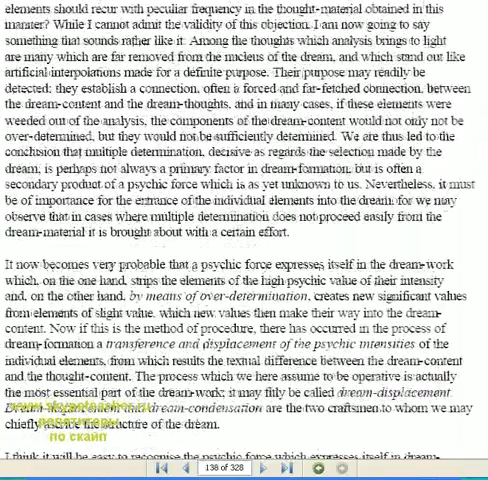 elements should recur with peculiar frequency in the thought-material obtained in this
manner? While I cannot admit the validity of this objection, I am now going to say
something that sounds rather like it: Among the thoughts which analysis brings to light
are many which are far removed from the nucleus of the dream, and which stand out like
artificial interpolations made for a definite purpose. Their purpose may readily be
detected; they establish a connection, often a forced and far-fetched connection, between
the dream-content and the dream-thoughts, and in many cases, if these elements were
weeded out of the analysis, the components of the dream-content would not only not be
over-determined, but they would not be sufficiently determined. We are thus led to the
conclusion that multiple determination, decisive as regards the selection made by the
dream, is perhaps not always a primary factor in dream-formation, but is often a
secondary product of a psychic force which is as yet unknown to us. Nevertheless, it must
be of importance for the entrance of the individual elements into the dream, for we may
observe that in cases where multiple determination does not proceed easily from the
dream-material it is brought about with a certain effort.
It now becomes very probable that a psychic force expresses itself in the dream-work
which, on the one hand, strips the elements of the high psychic value of their intensity
and, on the other hand, by means of over-determination, creates new significant values
from elements of slight value, which new values then make their way into the dream-
content. Now if this is the method of procedure, there has occurred in the process of
dream-formation a transference and displacement of the psychic intensities of the
individual elements, from which results the textual difference between the dream-content
and the thought-content. The process which we here assume to be operative is actually
the most essential part of the dream-work; it may fitly be called dream-displacement.
Dream-displacement and dream-condensation are the two craftsmen to whom we may
chiefly ascribe the structure of the dream.
репетиторы
по скайп
I think it will be easy to recognise the psychic force which expresses itself in dream-
138 of 328